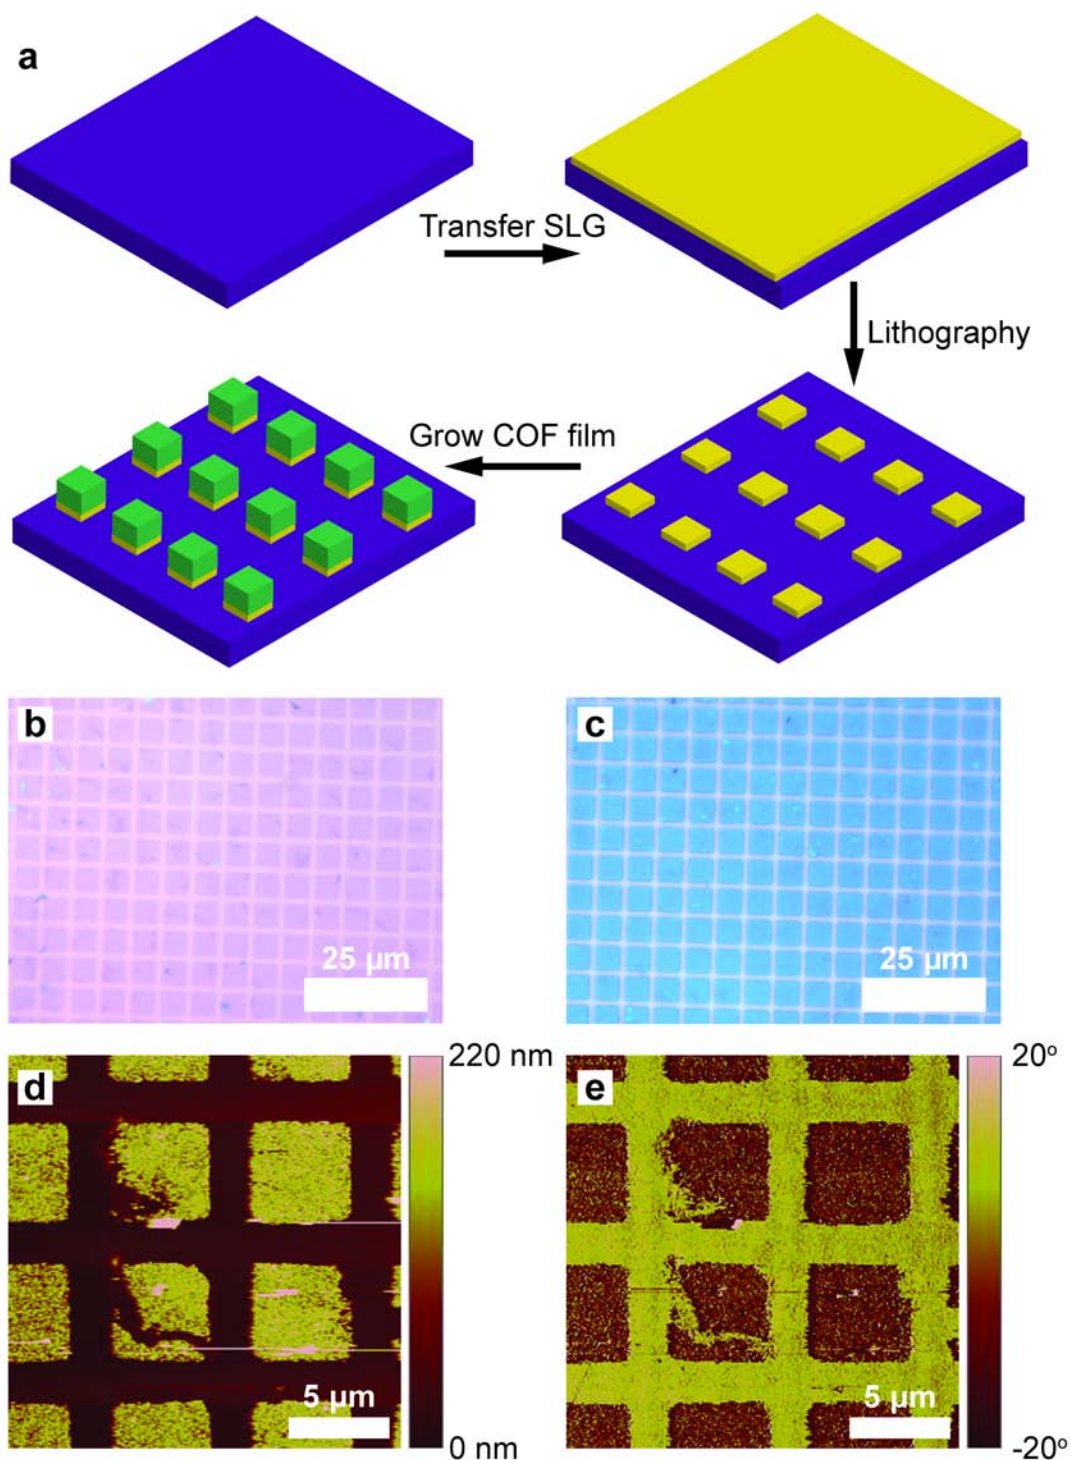 a
Transfer SLG
Lithography
Grow COF film
b
25 μm
c
25 μm
d
220 nm
5 μm
0 nm
e
20°
5 μm
-20°